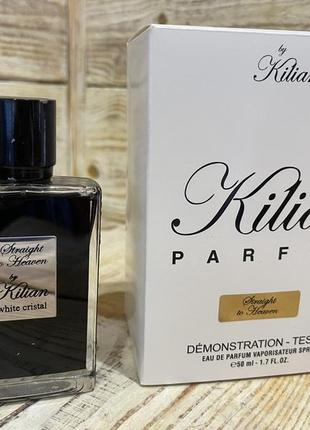 Straight
to Heaven
by
Kilian
white cristal
by
Kilian
Kilia
PARF
Straight
to Heaven
DÉMONSTRATION - TES
EAU DE PARFUM VAPORISATEUR SPR
50 ml - 1.7 FL. OZ.